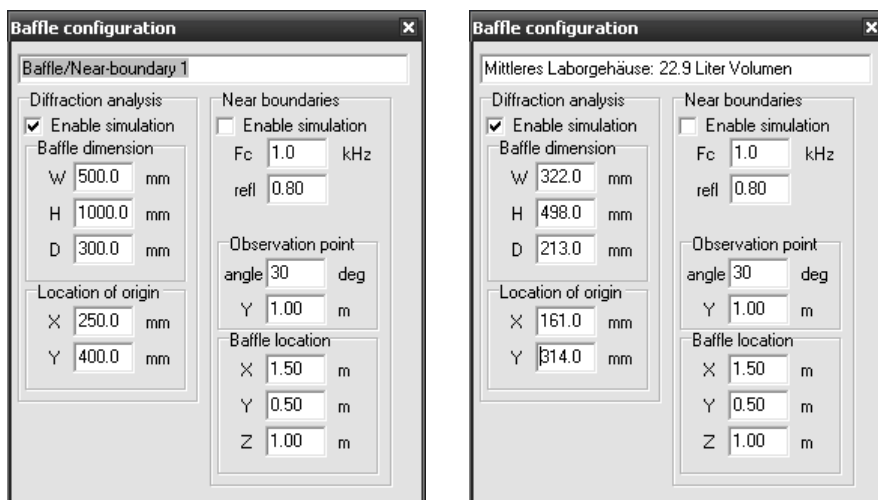 Baffle configuration
Baffle/Near-boundary 1
Diffraction analysis
Enable simulation
Baffle dimension
W 500.0 mm
H 1000.0 mm
D 300.0 mm
Location of origin
X 250.0 mm
Y 400.0 mm
Near boundaries
Enable simulation
Fc 1.0 kHz
refl 0.80
Observation point
angle 30 deg
Y 1.00 m
Baffle location
X 1.50 m
Y 0.50 m
Z 1.00 m
Baffle configuration
Mittleres Laborgehäuse: 22.9 Liter Volumen
Diffraction analysis
Enable simulation
Baffle dimension
W 322.0 mm
H 498.0 mm
D 213.0 mm
Location of origin
X 161.0 mm
Y 314.0 mm
Near boundaries
Enable simulation
Fc 1.0 kHz
refl 0.80
Observation point
angle 30 deg
Y 1.00 m
Baffle location
X 1.50 m
Y 0.50 m
Z 1.00 m